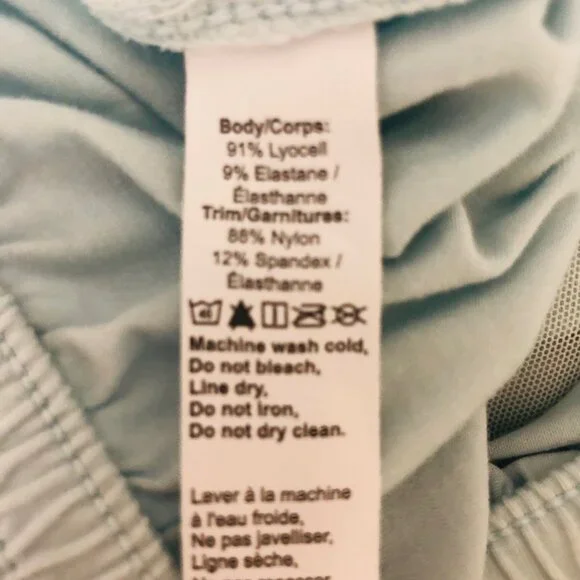 Body/Corps:
91% Lyocell
9% Elastane /
Élasthanne
Trim/Garnitures:
88% Nylon
12% Spandex /
Élasthanne
Machine wash cold,
Do not bleach,
Line dry,
Do not iron,
Do not dry clean.
Laver à la machine
à l'eau froide,
Ne pas javelliser,
Ligne sèche,